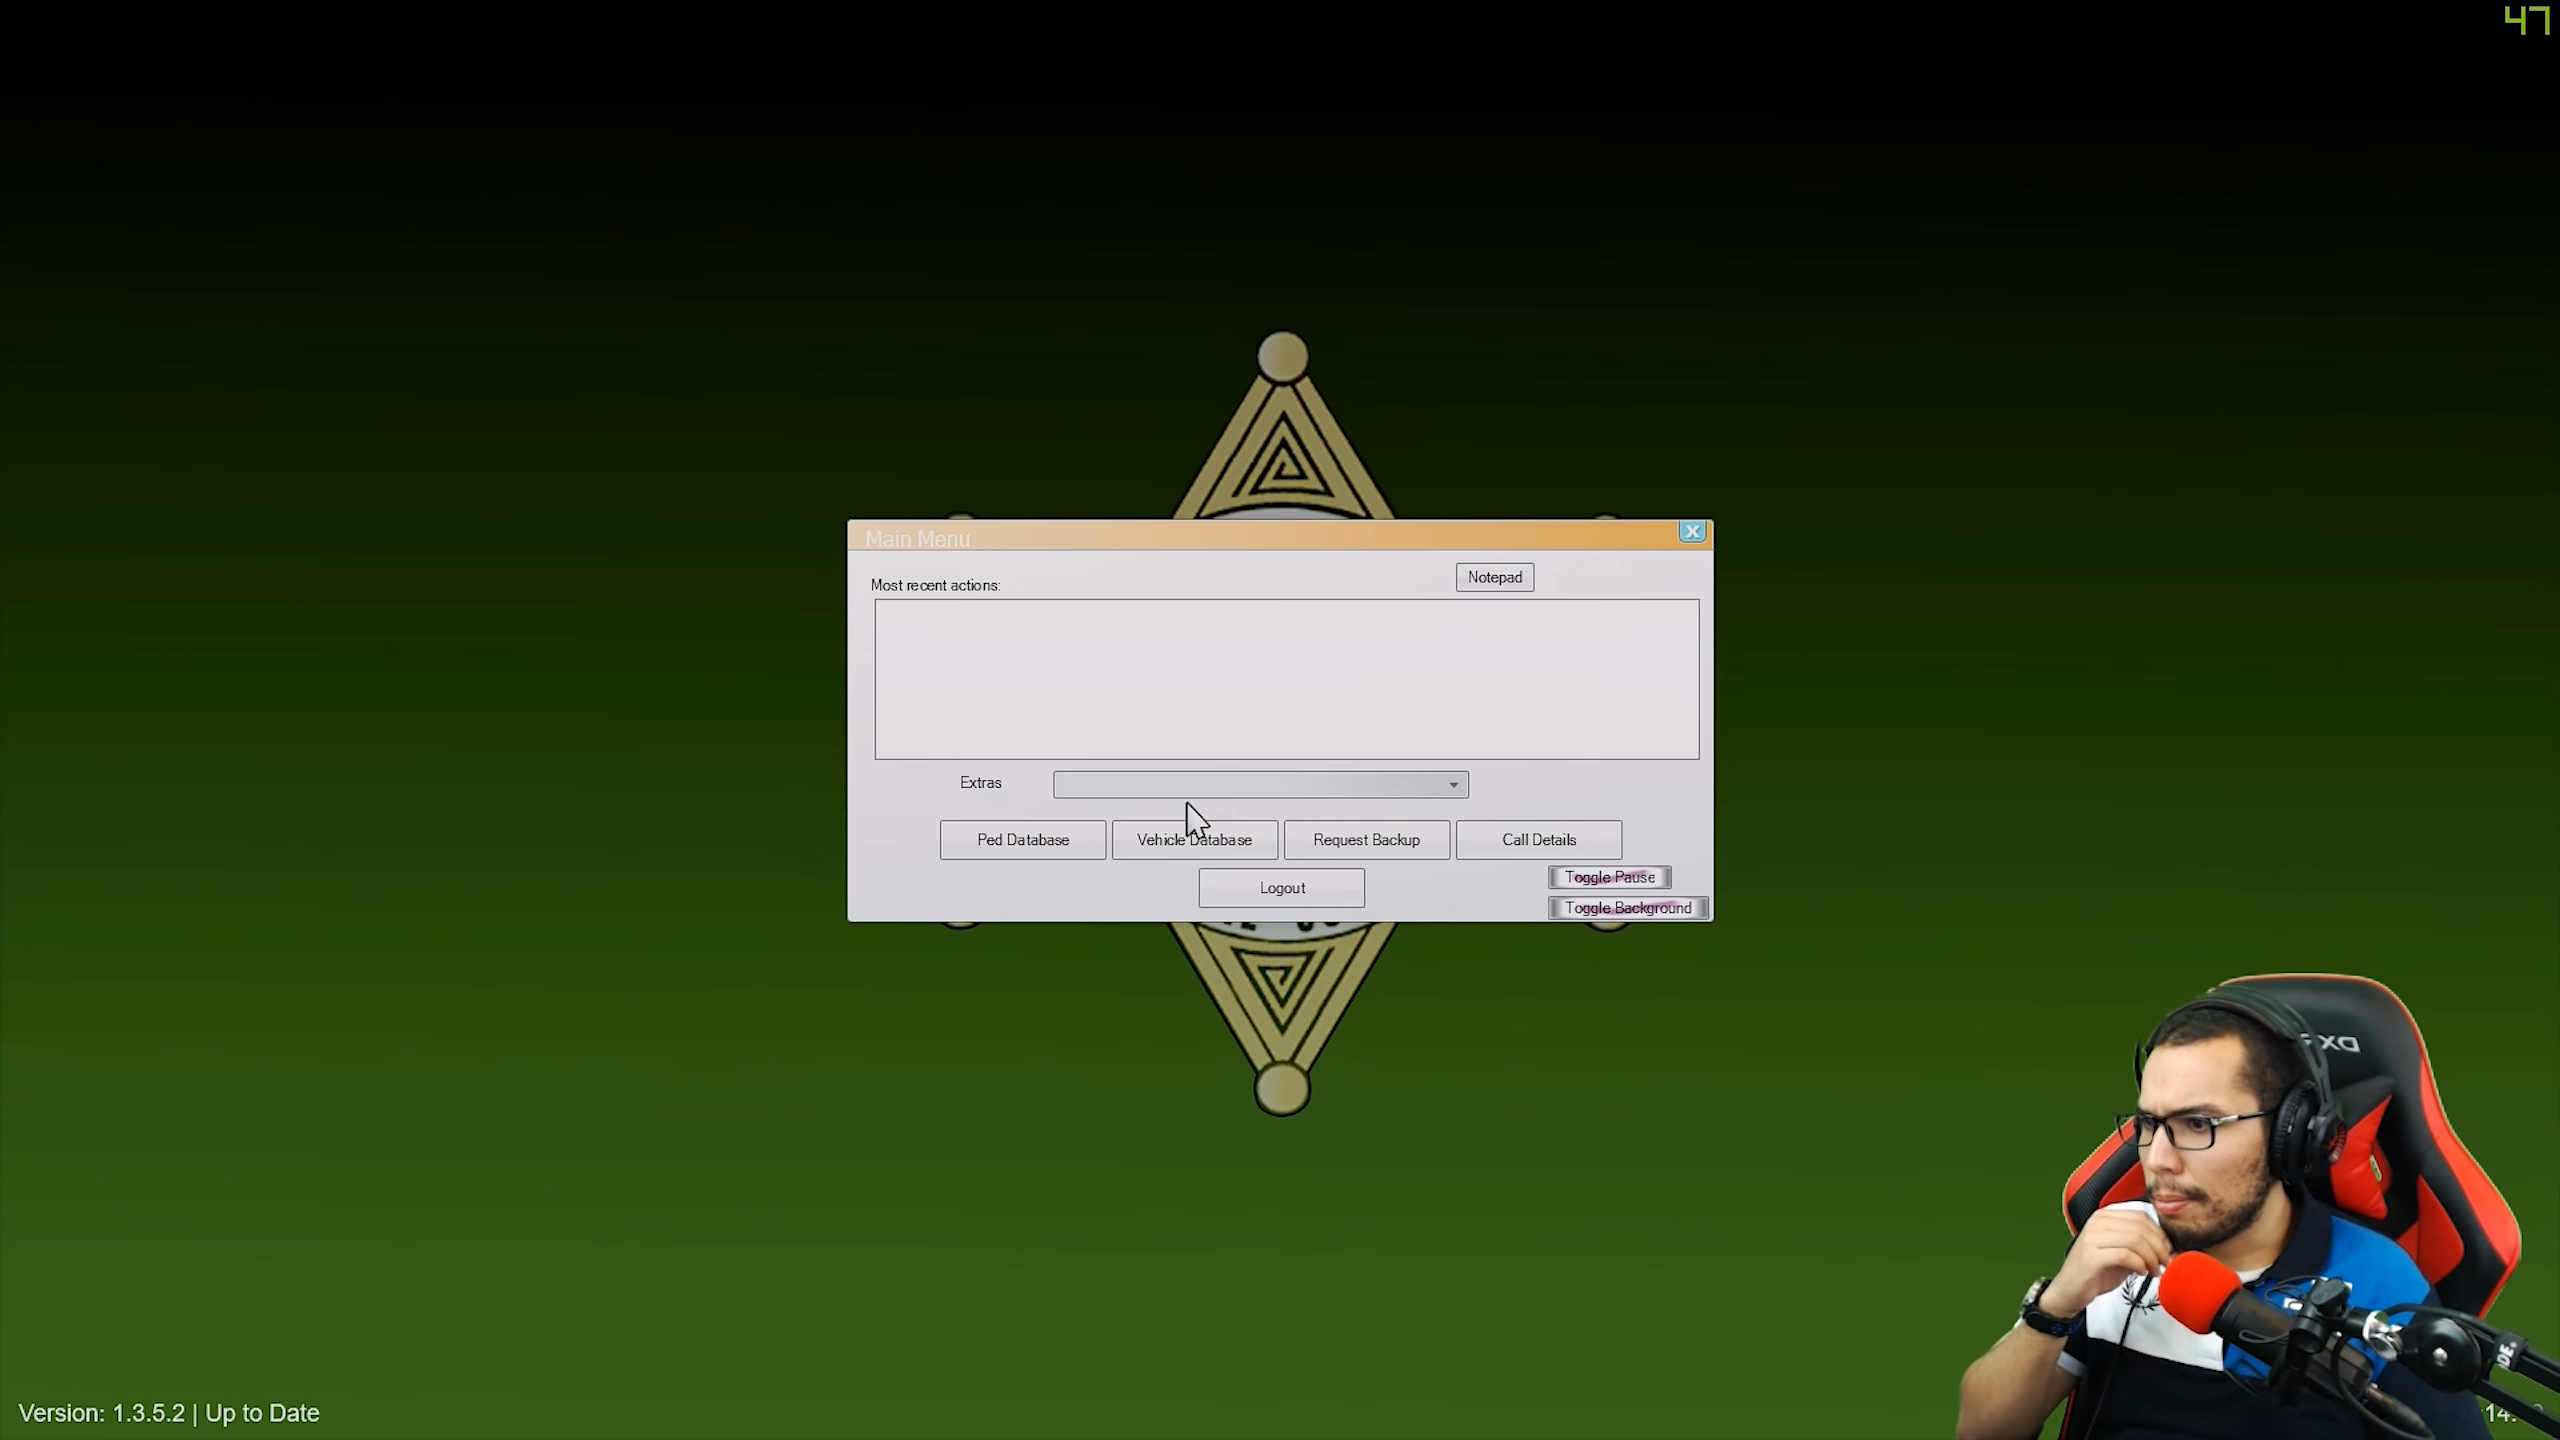 47
Main Menu
X
Notepad
Most recent actions:
Extras
Ped Database
Vehicle Database
Request Backup
Call Details
Logout
Toggle Pause
Toggle Background
Version: 1.3.5.2 | Up to Date